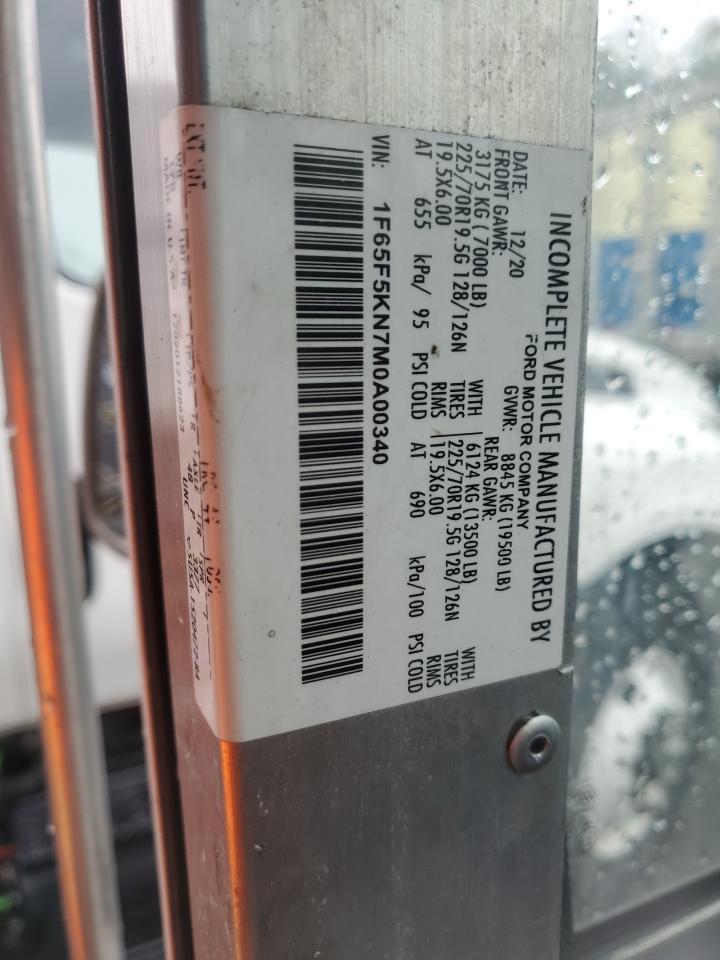 INCOMPLETE VEHICLE MANUFACTURED BY
FORD MOTOR COMPANY
DATE: 12/20 GVWR: 8845 KG (19500 LB)
FRONT GAWR: REAR GAWR:
3175 KG ( 7000 LB) WITH 6124 KG (13500 LB) WITH
225/70R19.5G 128/126N TIRES 225/70R19.5G 128/126N TIRES
19.5X6.00 RIMS 19.5X6.00 RIMS
AT 655 kPa/ 95 PSI COLD AT 690 kPa/100 PSI COLD
VIN: 1F65F5KN7M0A00340
MADE IN U.S.A.